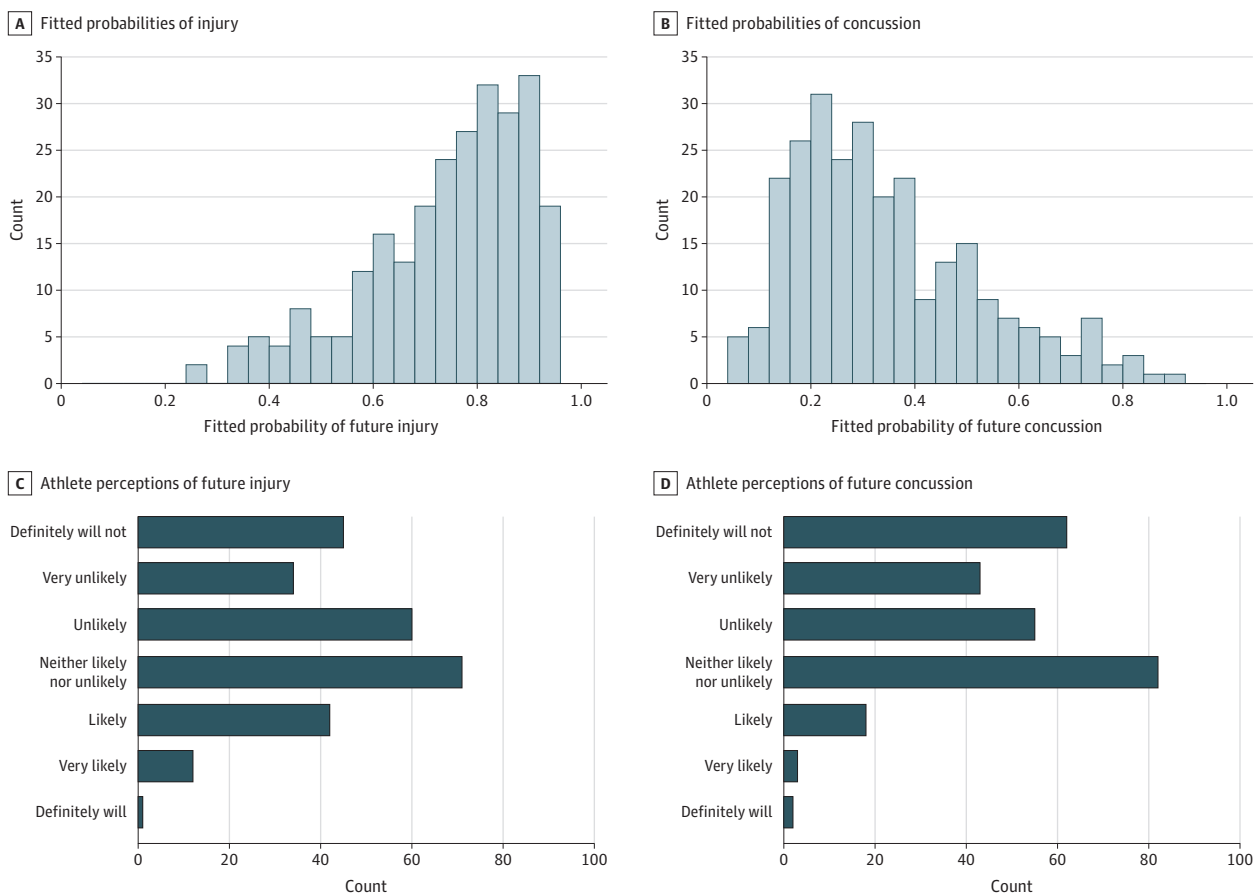 A Fitted probabilities of injury
35
30
25
20
15
10
5
0
Count
0 0.2 0.4 0.6 0.8 1.0
Fitted probability of future injury
B Fitted probabilities of concussion
35
30
25
20
15
10
5
0
Count
0 0.2 0.4 0.6 0.8 1.0
Fitted probability of future concussion
C Athlete perceptions of future injury
Definitely will not
Very unlikely
Unlikely
Neither likely
nor unlikely
Likely
Very likely
Definitely will
0 20 40 60 80 100
Count
D Athlete perceptions of future concussion
Definitely will not
Very unlikely
Unlikely
Neither likely
nor unlikely
Likely
Very likely
Definitely will
0 20 40 60 80 100
Count